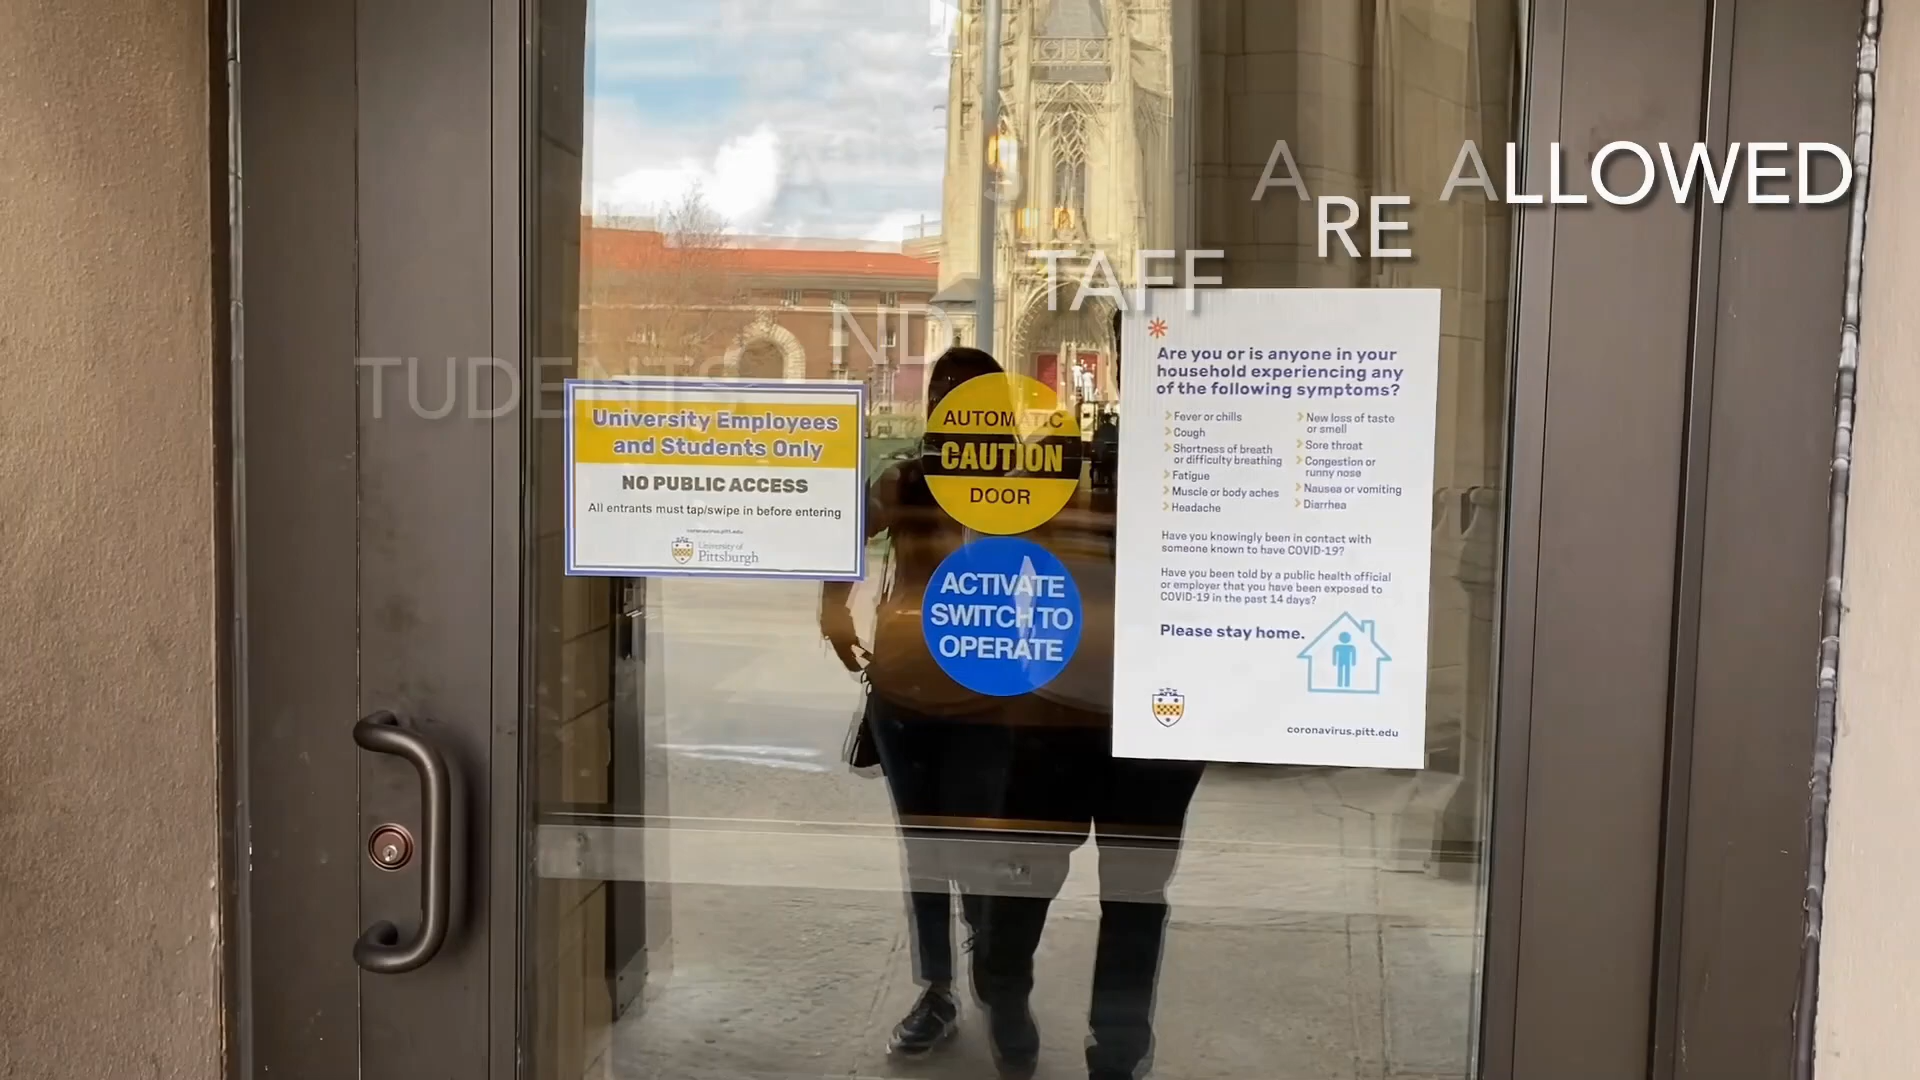 A ALLOWED
RE
TAFF
ND
TUDENTS
University Employees
and Students Only
NO PUBLIC ACCESS
All entrants must tap/swipe in before entering
coronavirus.pitt.edu
University of
Pittsburgh
AUTOMATIC
CAUTION
DOOR
ACTIVATE
SWITCH TO
OPERATE
Are you or is anyone in your
household experiencing any
of the following symptoms?
Fever or chills
Cough
Shortness of breath
or difficulty breathing
Fatigue
Muscle or body aches
Headache
New loss of taste
or smell
Sore throat
Congestion or
runny nose
Nausea or vomiting
Diarrhea
Have you knowingly been in contact with
someone known to have COVID-19?
Have you been told by a public health official
or employer that you have been exposed to
COVID-19 in the past 14 days?
Please stay home.
coronavirus.pitt.edu